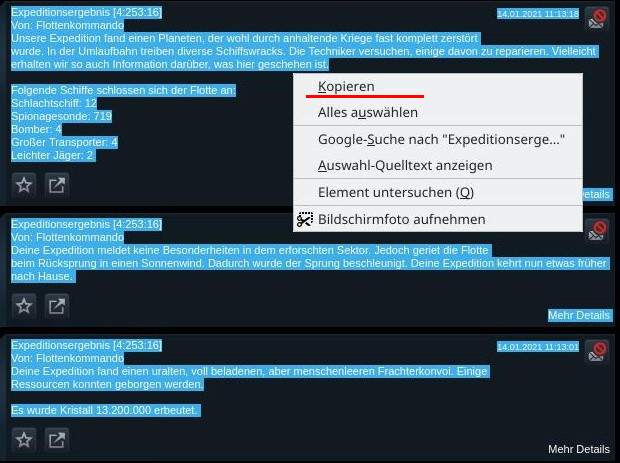 Expeditionsergebnis [4:253:16]
14.01.2021 11:13:18
Von: Flottenkommando
Unsere Expedition fand einen Planeten, der wohl durch anhaltende Kriege fast komplett zerstört
wurde. In der Umlaufbahn treiben diverse Schiffswracks. Die Techniker versuchen, einige davon zu reparieren. Vielleicht
erhalten wir so auch Information darüber, was hier geschehen ist.
Folgende Schiffe schlossen sich der Flotte an:
Schlachtschiff: 12
Spionagesonde: 719
Bomber: 4
Großer Transporter: 4
Leichter Jäger: 2
Kopieren
Alles auswählen
Google-Suche nach "Expeditionserge..."
Auswahl-Quelltext anzeigen
Element untersuchen (Q)
Bildschirmfoto aufnehmen
etails
Expeditionsergebnis [4:253:16]
Von: Flottenkommando
Deine Expedition meldet keine Besonderheiten in dem erforschten Sektor. Jedoch geriet die Flotte
beim Rücksprung in einen Sonnenwind. Dadurch wurde der Sprung beschleunigt. Deine Expedition kehrt nun etwas früher
nach Hause.
Mehr Details
Expeditionsergebnis [4:253:16]
14.01.2021 11:13:01
Von: Flottenkommando
Deine Expedition fand einen uralten, voll beladenen, aber menschenleeren Frachterkonvoi. Einige
Ressourcen konnten geborgen werden.
Es wurde Kristall 13.200.000 erbeutet.
Mehr Details